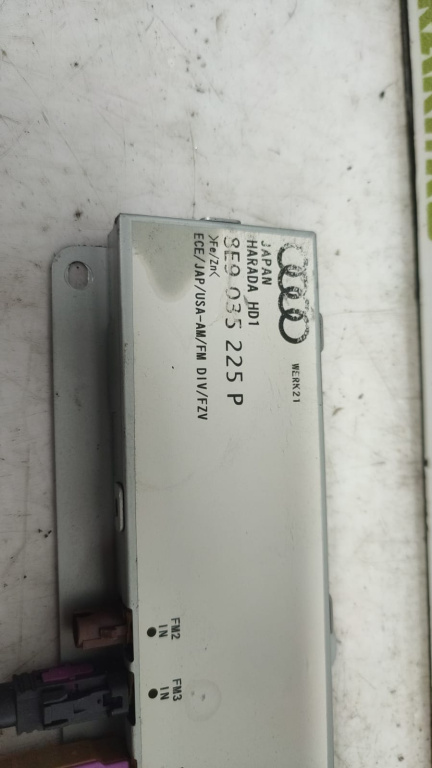 WERK21
JAPAN
HARADA HD1
8E9 035 225 P
>Fe/Zn<
ECE/JAP/USA-AM/FM DIV/FZV
FM2
IN
FM3
IN